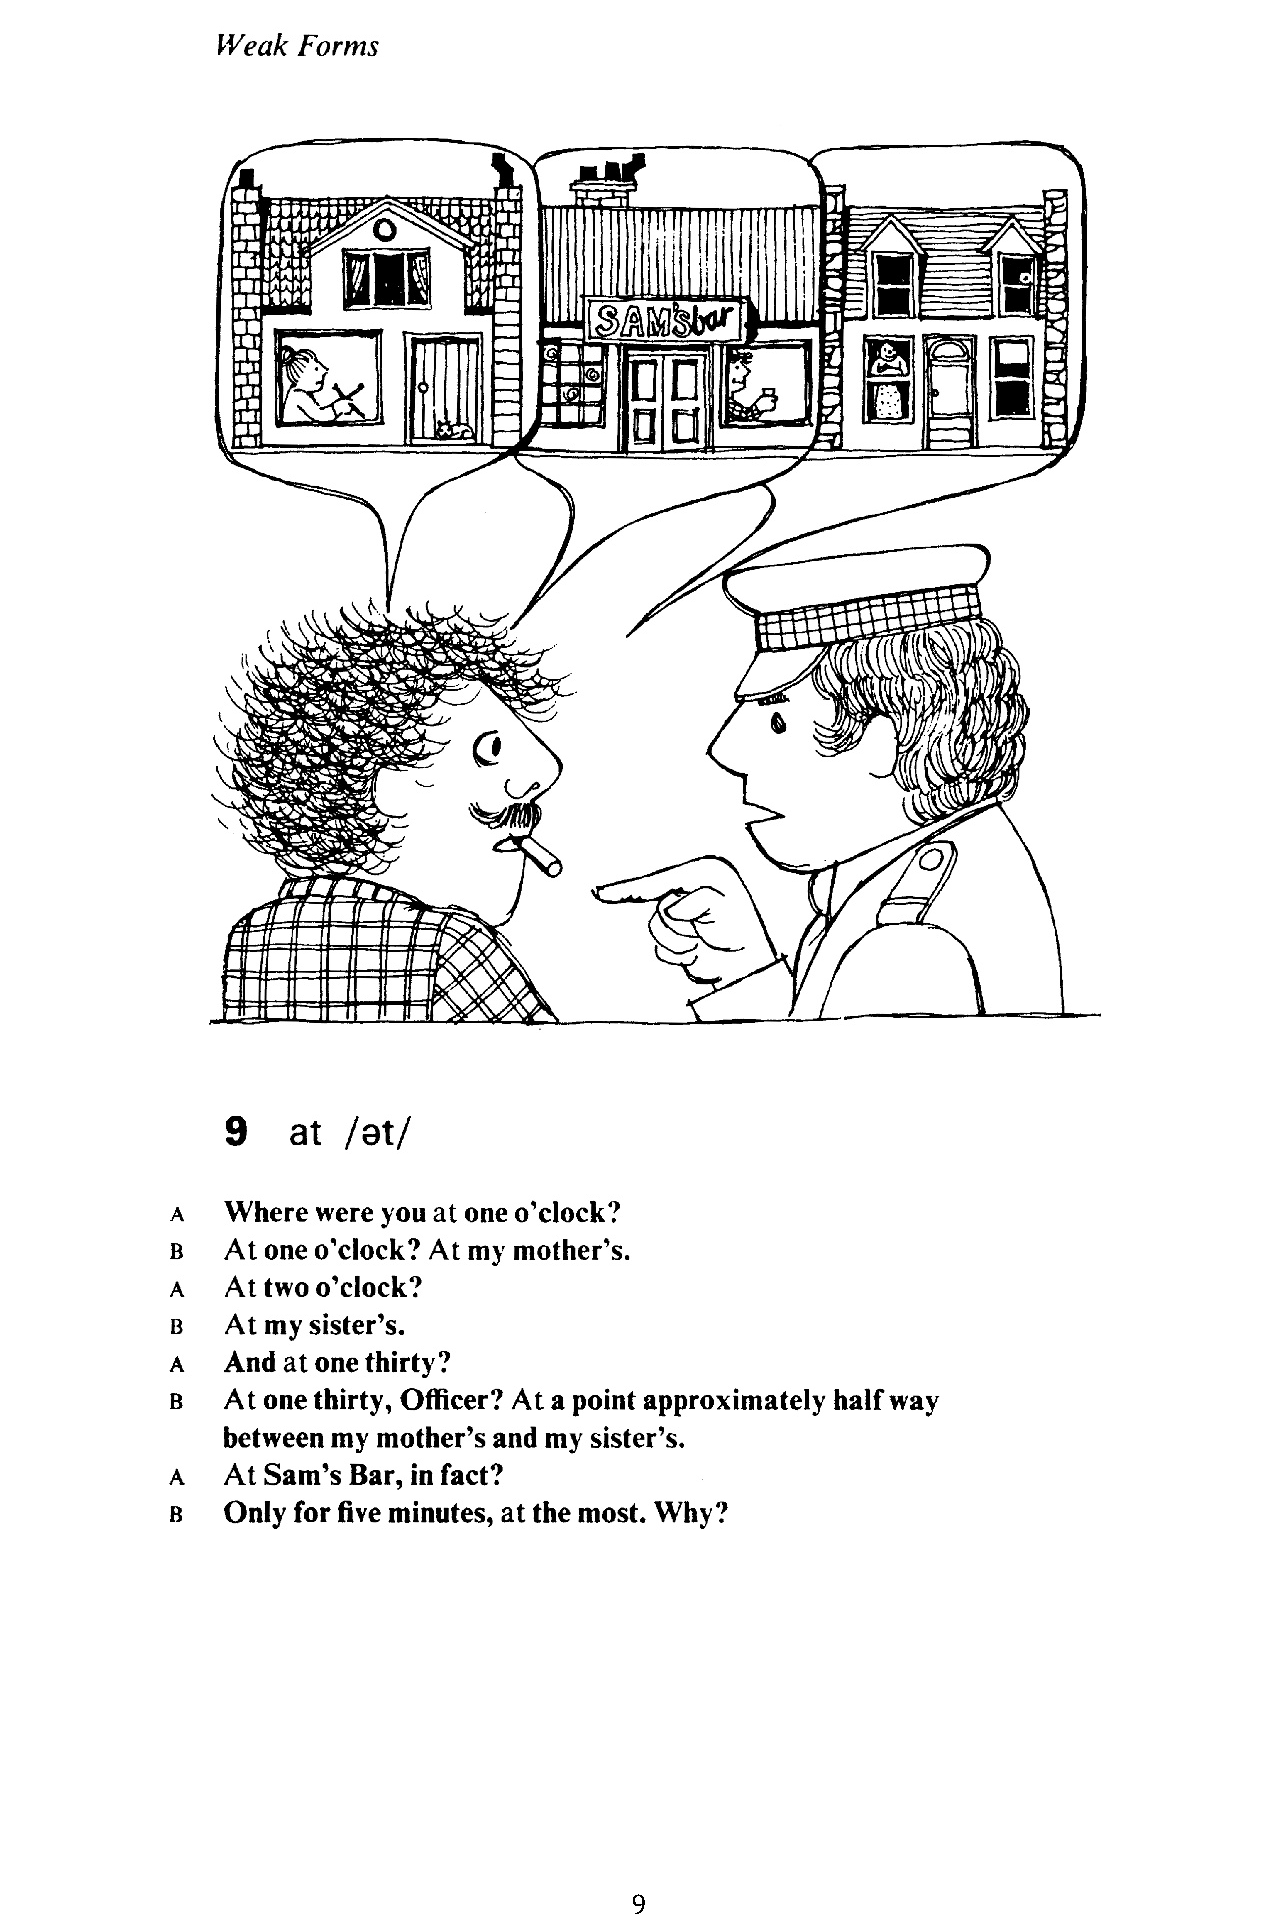 Weak Forms
SAM'S bar
9 at /ət/
A Where were you at one o'clock?
B At one o'clock? At my mother's.
A At two o'clock?
B At my sister's.
A And at one thirty?
B At one thirty, Officer? At a point approximately half way
between my mother's and my sister's.
A At Sam's Bar, in fact?
B Only for five minutes, at the most. Why?
9